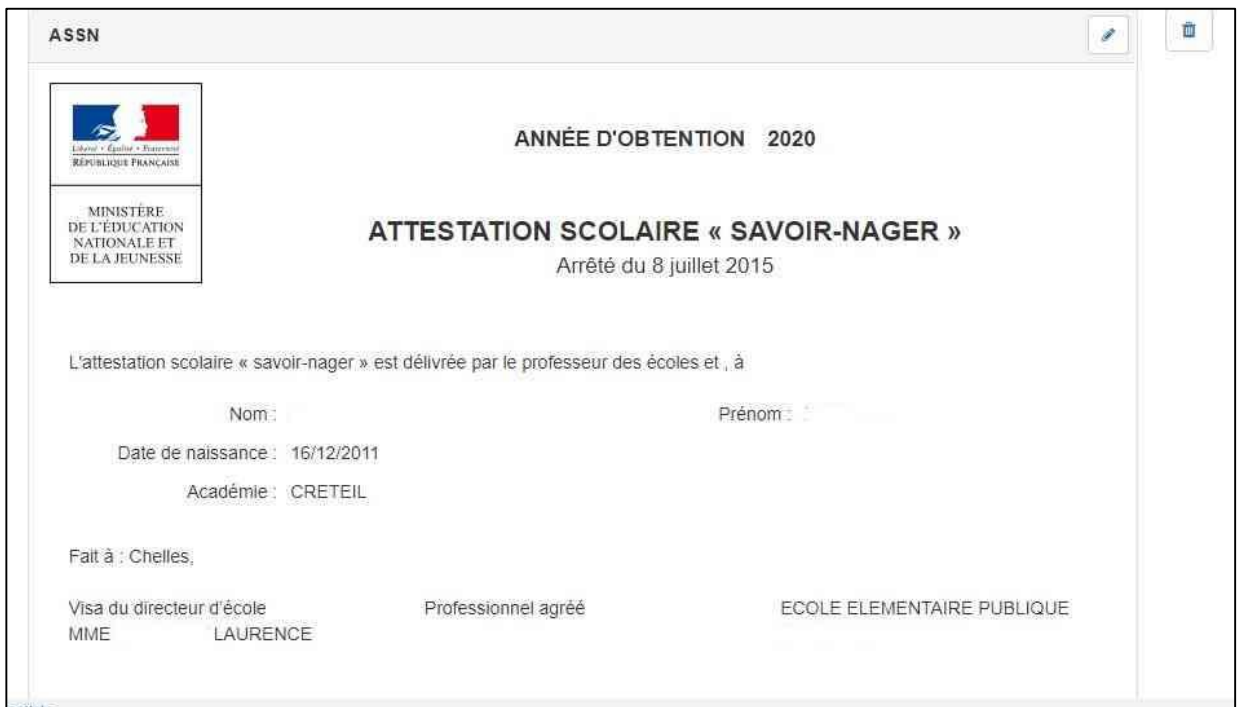 ASSN
Liberté • Égalité • Fraternité
RÉPUBLIQUE FRANÇAISE
MINISTÈRE
DE L'ÉDUCATION
NATIONALE ET
DE LA JEUNESSE
ANNÉE D'OBTENTION 2020
ATTESTATION SCOLAIRE « SAVOIR-NAGER »
Arrêté du 8 juillet 2015
L'attestation scolaire « savoir-nager » est délivrée par le professeur des écoles et , à
Nom : Prénom :
Date de naissance : 16/12/2011
Académie : CRETEIL
Fait à : Chelles,
Visa du directeur d'école Professionnel agréé ECOLE ELEMENTAIRE PUBLIQUE
MME LAURENCE